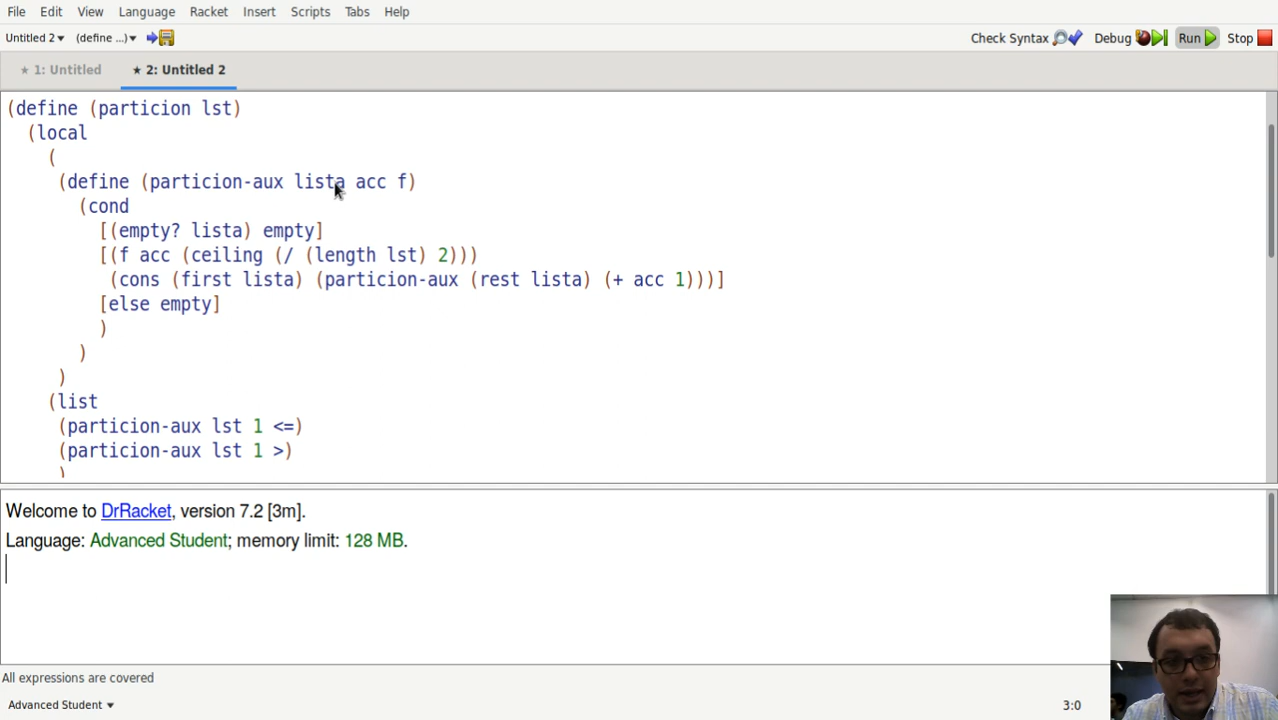 File Edit View Language Racket Insert Scripts Tabs Help
Untitled 2▾ (define ...)▾ Check Syntax Debug Run Stop
★ 1: Untitled ★ 2: Untitled 2
(define (particion lst)
(local
(
(define (particion-aux lista acc f)
(cond
[(empty? lista) empty]
[(f acc (ceiling (/ (length lst) 2)))
(cons (first lista) (particion-aux (rest lista) (+ acc 1)))]
[else empty]
)
)
)
(list
(particion-aux lst 1 <=)
(particion-aux lst 1 >)
)
Welcome to DrRacket, version 7.2 [3m].
Language: Advanced Student; memory limit: 128 MB.
All expressions are covered
Advanced Student▾ 3:0